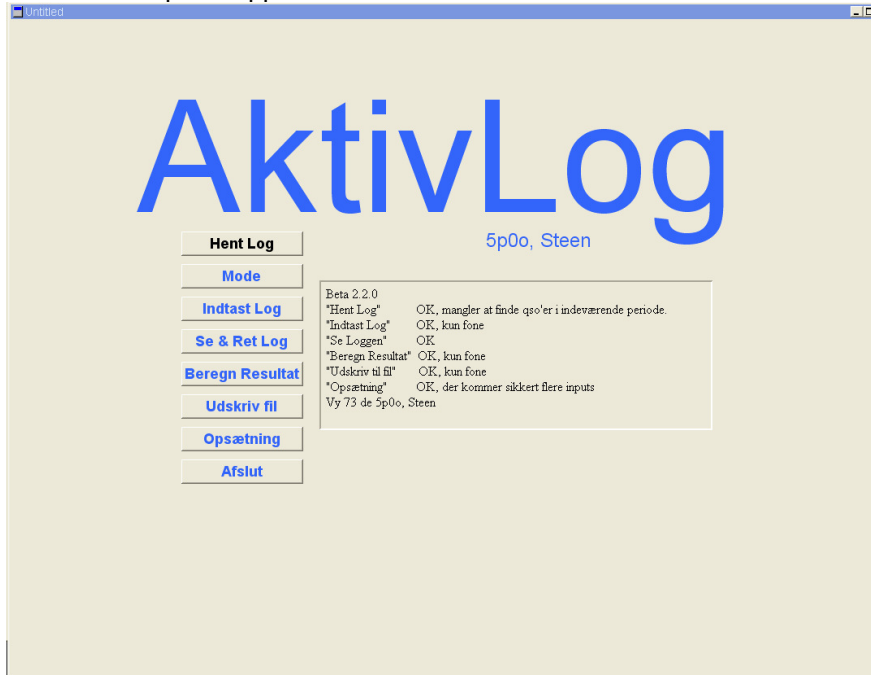 Untitled
AktivLog
5p0o, Steen
Hent Log
Mode
Indtast Log
Se & Ret Log
Beregn Resultat
Udskriv fil
Opsætning
Afslut
Beta 2.2.0
"Hent Log" OK, mangler at finde qso'er i indeværende periode.
"Indtast Log" OK, kun fone
"Se Loggen" OK
"Beregn Resultat" OK, kun fone
"Udskriv til fil" OK, kun fone
"Opsætning" OK, der kommer sikkert flere inputs
Vy 73 de 5p0o, Steen